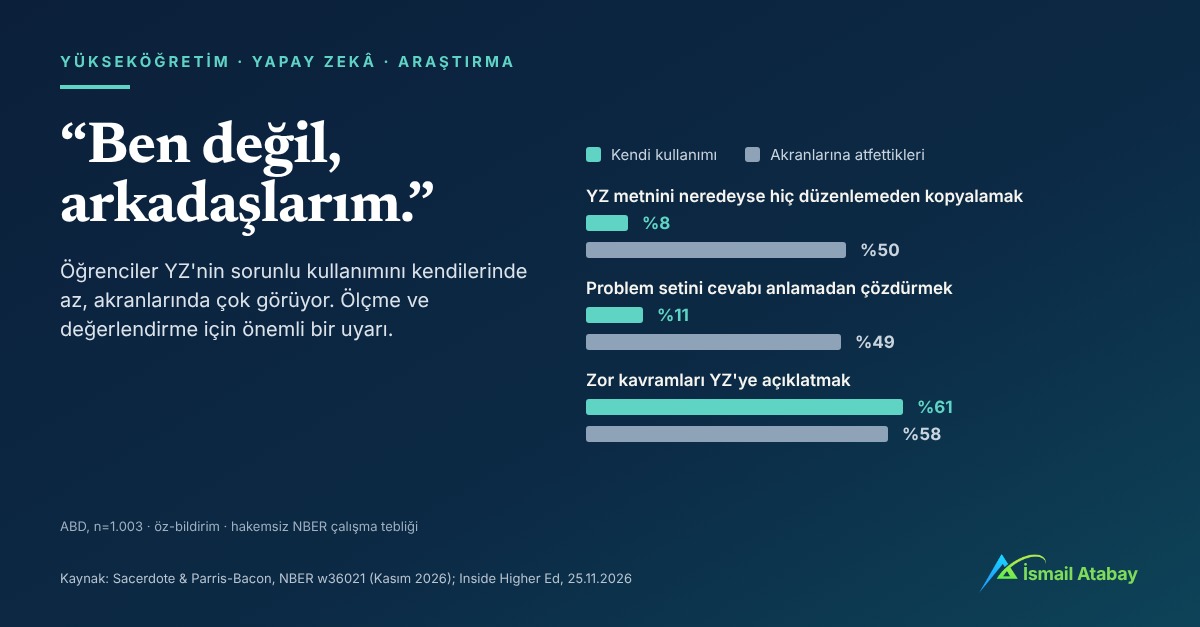 YÜKSEKÖĞRETİM · YAPAY ZEKÂ · ARAŞTIRMA
“Ben değil,
arkadaşlarım.”
Öğrenciler YZ'nin sorunlu kullanımını kendilerinde
az, akranlarında çok görüyor. Ölçme ve
değerlendirme için önemli bir uyarı.
Kendi kullanımı
Akranlarına atfettikleri
YZ metnini neredeyse hiç düzenlemeden kopyalamak
%8
%50
Problem setini cevabı anlamadan çözdürmek
%11
%49
Zor kavramları YZ'ye açıklatmak
%61
%58
ABD, n=1.003 · öz-bildirim · hakemsiz NBER çalışma tebliği
Kaynak: Sacerdote & Parris-Bacon, NBER w36021 (Kasım 2026); Inside Higher Ed, 25.11.2026
İsmail Atabay